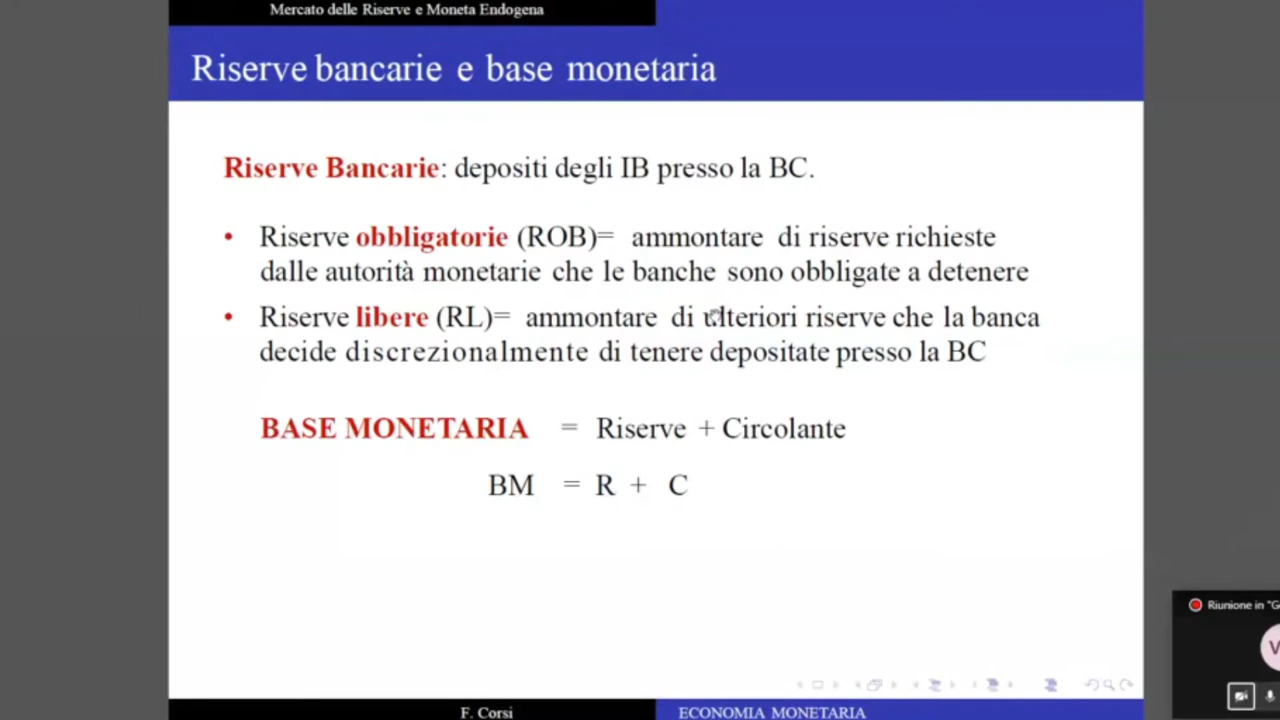 Mercato delle Riserve e Moneta Endogena
Riserve bancarie e base monetaria
Riserve Bancarie: depositi degli IB presso la BC.
• Riserve obbligatorie (ROB)= ammontare di riserve richieste
dalle autorità monetarie che le banche sono obbligate a detenere
• Riserve libere (RL)= ammontare di ulteriori riserve che la banca
decide discrezionalmente di tenere depositate presso la BC
BASE MONETARIA = Riserve + Circolante
BM = R + C
Riunione in "G
V
F. Corsi
ECONOMIA MONETARIA